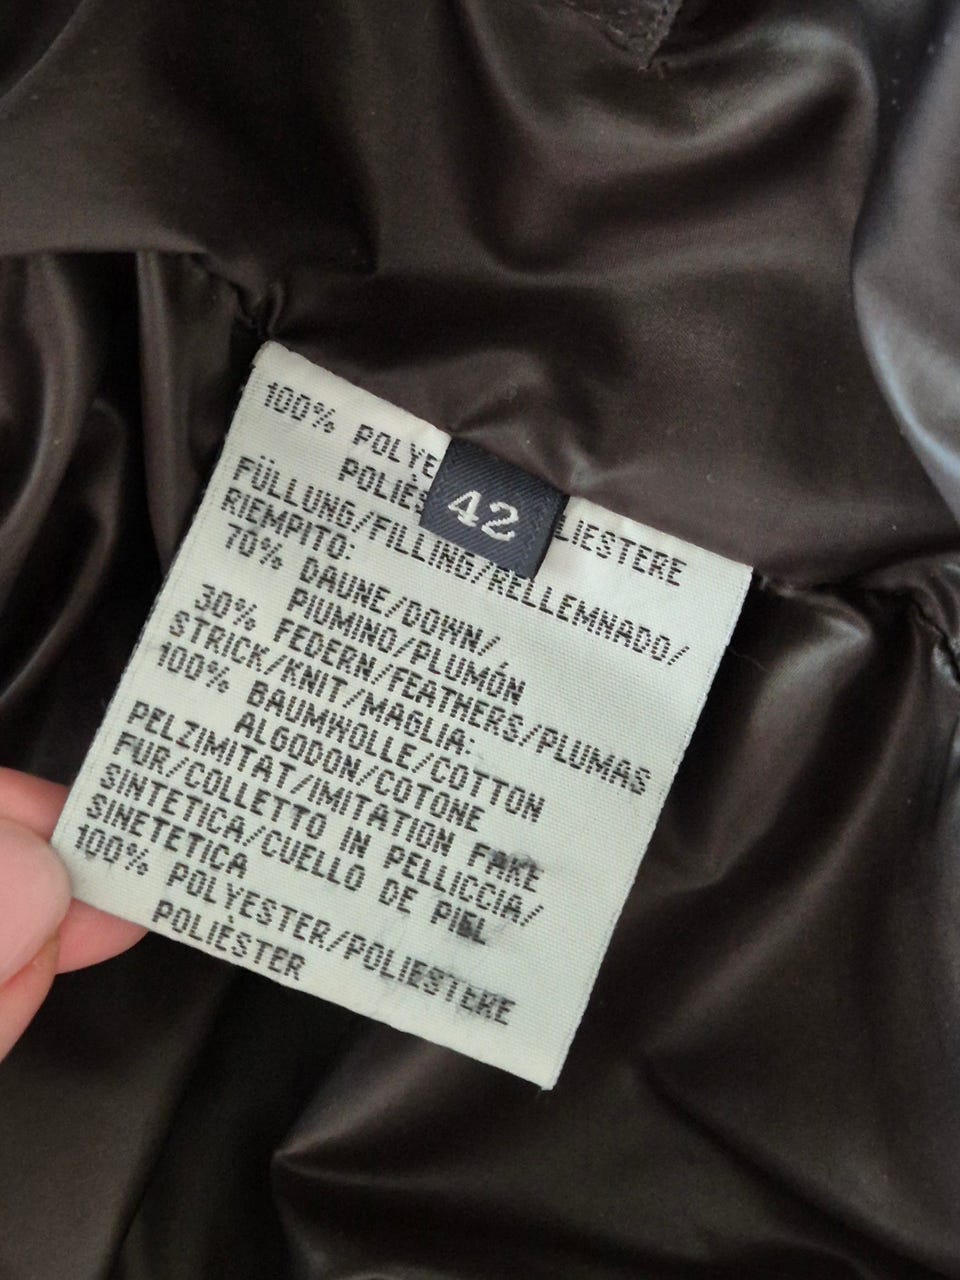 100% POLYE
POLIÈS 42 LIESTERE
FÜLLUNG/FILLING/RELLEMNADO/
RIEMPITO:
70% DAUNE/DOWN/
PIUMINO/PLUMÓN
30% FEDERN/FEATHERS/PLUMAS
STRICK/KNIT/MAGLIA:
100% BAUMWOLLE/COTTON
ALGODON/COTONE
PELZIMITAT/IMITATION FAKE
FUR/COLLETTO IN PELLICCIA/
SINTETICA/CUELLO DE PIEL
SINETETICA
100% POLYESTER/POLIESTERE
POLIÈSTER